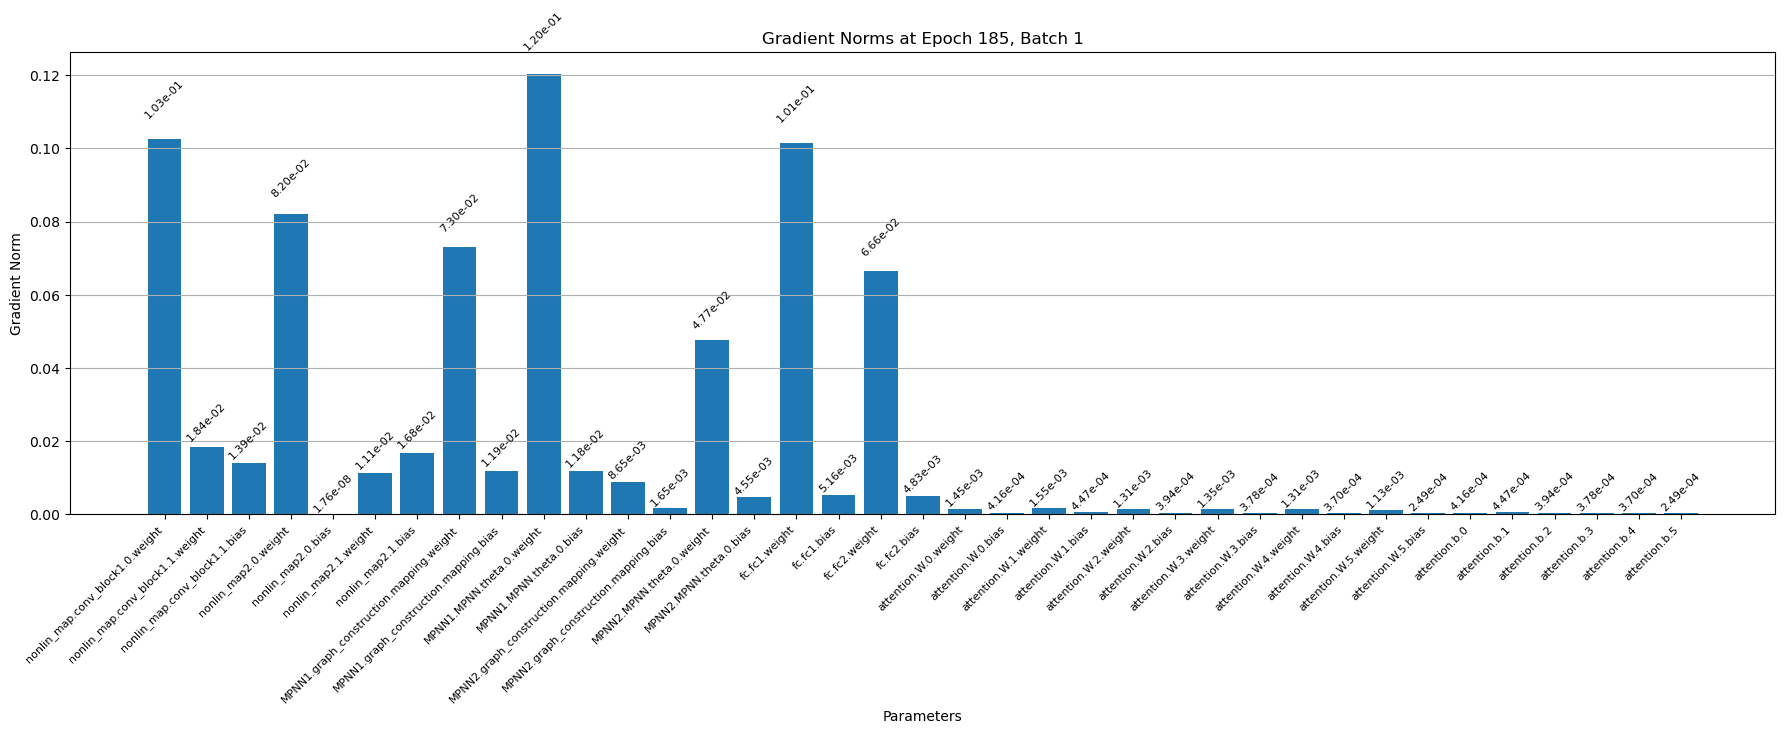 Gradient Norms at Epoch 185, Batch 1
Gradient Norm
0.12
0.10
0.08
0.06
0.04
0.02
0.00
1.03e-01
1.84e-02
1.39e-02
8.20e-02
1.76e-08
1.11e-02
1.68e-02
7.30e-02
1.19e-02
1.20e-01
1.18e-02
8.65e-03
1.65e-03
4.77e-02
4.55e-03
1.01e-01
5.16e-03
6.66e-02
4.83e-03
1.45e-03
4.16e-04
1.55e-03
4.47e-04
1.31e-03
3.94e-04
1.35e-03
3.78e-04
1.31e-03
3.70e-04
1.13e-03
2.49e-04
4.16e-04
4.47e-04
3.94e-04
3.78e-04
3.70e-04
2.49e-04
nonlin_map.conv_block1.0.weight
nonlin_map.conv_block1.1.weight
nonlin_map.conv_block1.1.bias
nonlin_map2.0.weight
nonlin_map2.0.bias
nonlin_map2.1.weight
nonlin_map2.1.bias
MPNN1.graph_construction.mapping.weight
MPNN1.graph_construction.mapping.bias
MPNN1.MPNN.theta.0.weight
MPNN1.MPNN.theta.0.bias
MPNN2.graph_construction.mapping.weight
MPNN2.graph_construction.mapping.bias
MPNN2.MPNN.theta.0.weight
MPNN2.MPNN.theta.0.bias
fc.fc1.weight
fc.fc1.bias
fc.fc2.weight
fc.fc2.bias
attention.W.0.weight
attention.W.0.bias
attention.W.1.weight
attention.W.1.bias
attention.W.2.weight
attention.W.2.bias
attention.W.3.weight
attention.W.3.bias
attention.W.4.weight
attention.W.4.bias
attention.W.5.weight
attention.W.5.bias
attention.b.0
attention.b.1
attention.b.2
attention.b.3
attention.b.4
attention.b.5
Parameters